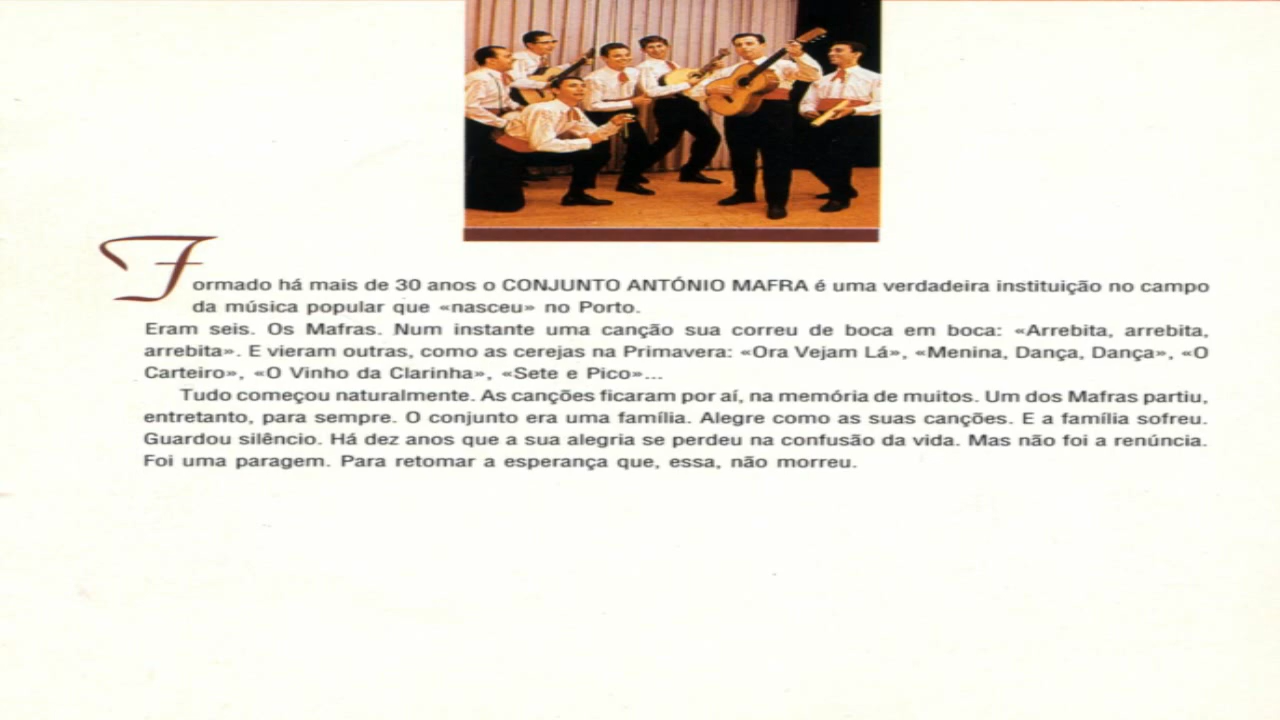 Formado há mais de 30 anos o CONJUNTO ANTÓNIO MAFRA é uma verdadeira instituição no campo
da música popular que «nasceu» no Porto.
Eram seis. Os Mafras. Num instante uma canção sua correu de boca em boca: «Arrebita, arrebita,
arrebita». E vieram outras, como as cerejas na Primavera: «Ora Vejam Lá», «Menina, Dança, Dança», «O
Carteiro», «O Vinho da Clarinha», «Sete e Pico»...
Tudo começou naturalmente. As canções ficaram por aí, na memória de muitos. Um dos Mafras partiu,
entretanto, para sempre. O conjunto era uma família. Alegre como as suas canções. E a família sofreu.
Guardou silêncio. Há dez anos que a sua alegria se perdeu na confusão da vida. Mas não foi a renúncia.
Foi uma paragem. Para retomar a esperança que, essa, não morreu.